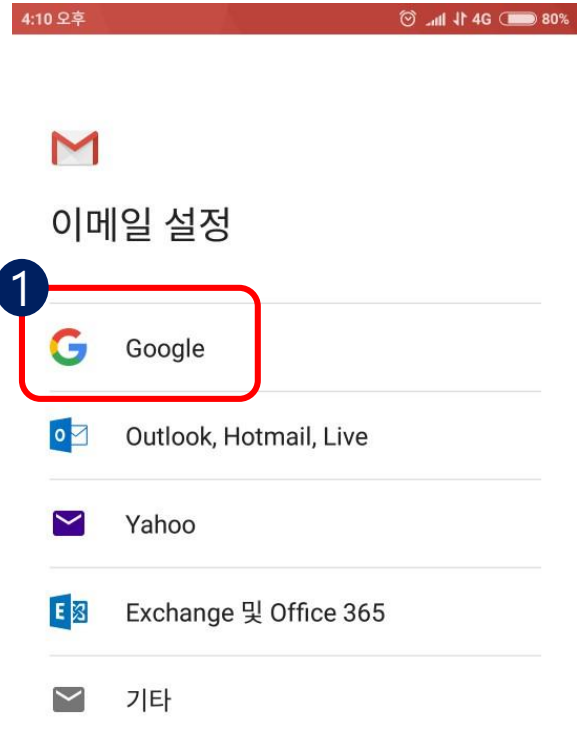 4:10 오후 4G 80%
이메일 설정
1
Google
Outlook, Hotmail, Live
Yahoo
Exchange 및 Office 365
기타